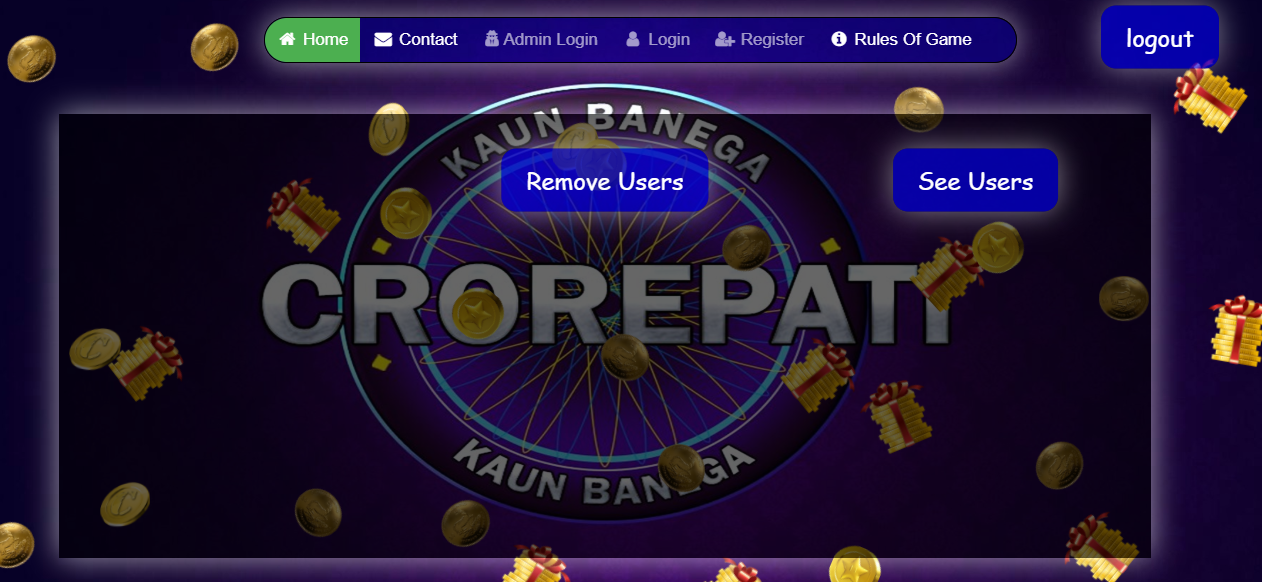 Home Contact Admin Login Login Register Rules Of Game
logout
KAUN BANEGA
Remove Users
See Users
CROREPATI
KAUN BANEGA